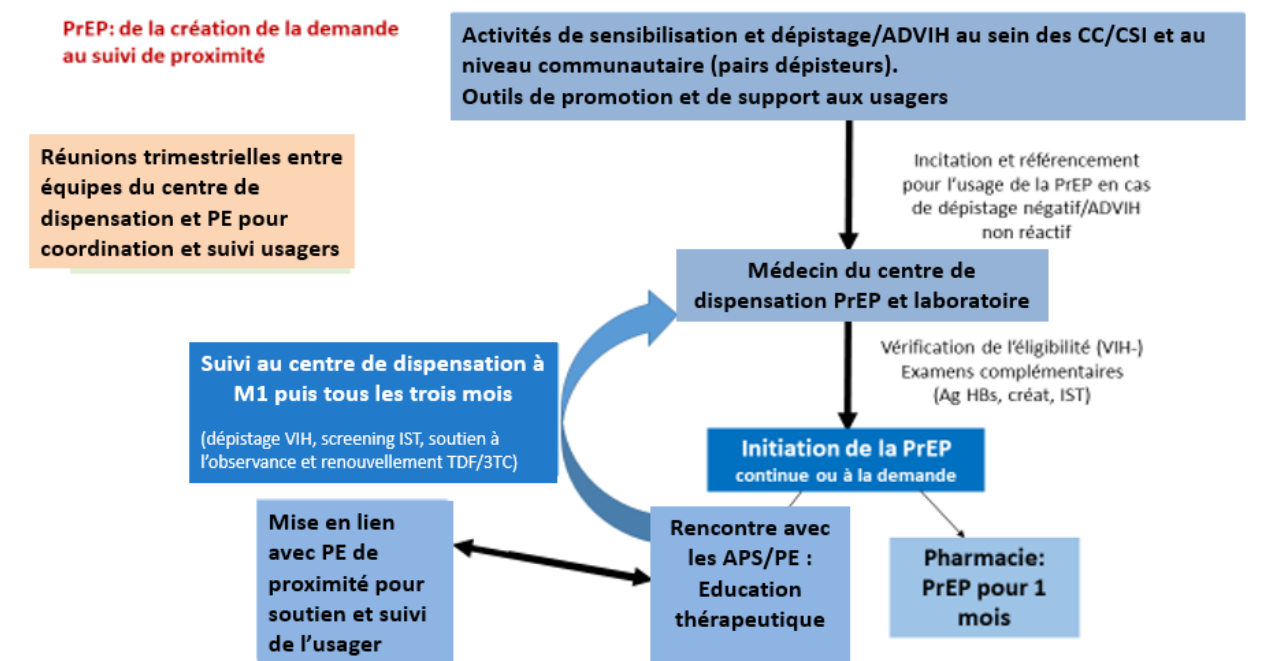 PrEP: de la création de la demande
au suivi de proximité
Activités de sensibilisation et dépistage/ADVIH au sein des CC/CSI et au
niveau communautaire (pairs dépisteurs).
Outils de promotion et de support aux usagers
Réunions trimestrielles entre
équipes du centre de
dispensation et PE pour
coordination et suivi usagers
Incitation et référencement
pour l'usage de la PrEP en cas
de dépistage négatif/ADVIH
non réactif
Médecin du centre de
dispensation PrEP et laboratoire
Vérification de l'éligibilité (VIH-)
Examens complémentaires
(Ag HBs, créat, IST)
Suivi au centre de dispensation à
M1 puis tous les trois mois
(dépistage VIH, screening IST, soutien à
l'observance et renouvellement TDF/3TC)
Initiation de la PrEP
continue ou à la demande
Mise en lien
avec PE de
proximité pour
soutien et suivi
de l'usager
Rencontre avec
les APS/PE :
Education
thérapeutique
Pharmacie:
PrEP pour 1
mois